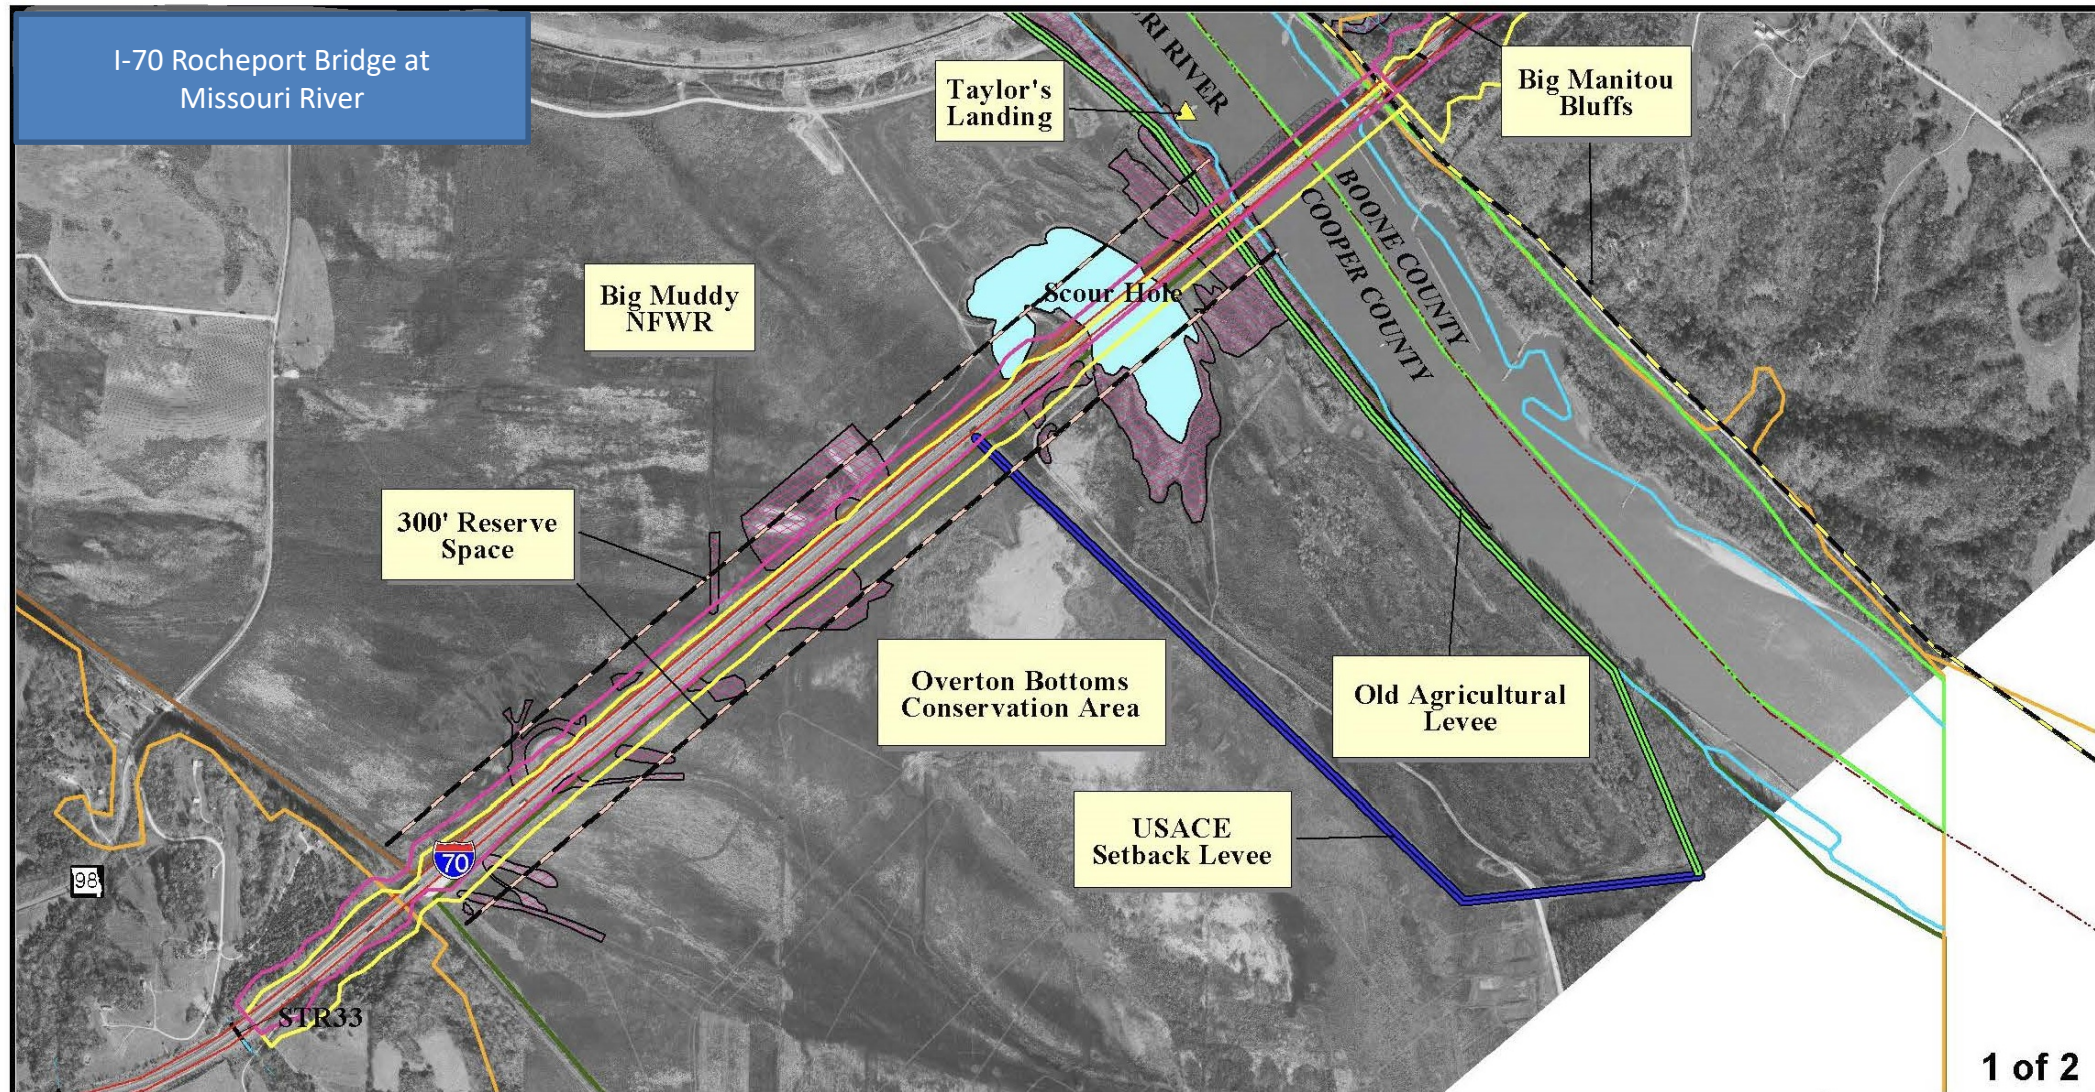 I-70 Rocheport Bridge at
Missouri River
Taylor's
Landing
RI RIVER
Big Manitou
Bluffs
BOONE COUNTY
COOPER COUNTY
Big Muddy
NFWR
Scour Hole
300' Reserve
Space
Overton Bottoms
Conservation Area
Old Agricultural
Levee
USACE
Setback Levee
70
98
STR33
1 of 2